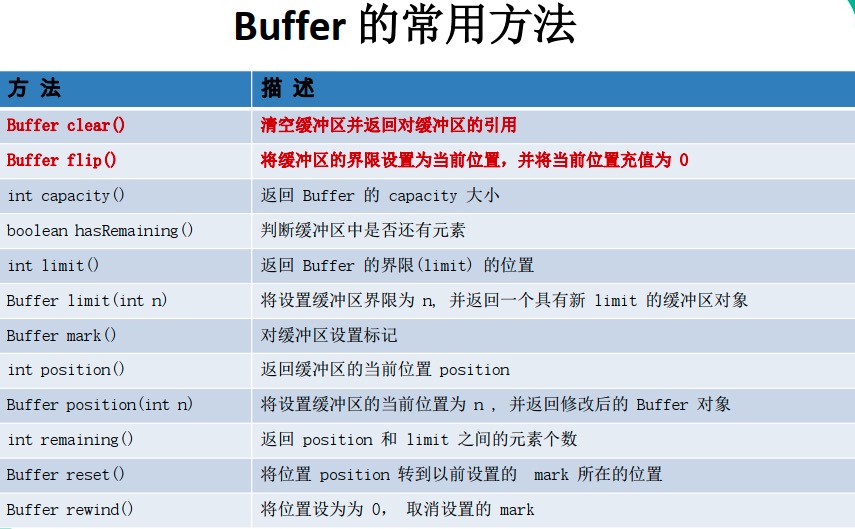 Buffer 的常用方法
方 法 描 述
Buffer clear() 清空缓冲区并返回对缓冲区的引用
Buffer flip() 将缓冲区的界限设置为当前位置，并将当前位置充值为 0
int capacity() 返回 Buffer 的 capacity 大小
boolean hasRemaining() 判断缓冲区中是否还有元素
int limit() 返回 Buffer 的界限(limit) 的位置
Buffer limit(int n) 将设置缓冲区界限为 n, 并返回一个具有新 limit 的缓冲区对象
Buffer mark() 对缓冲区设置标记
int position() 返回缓冲区的当前位置 position
Buffer position(int n) 将设置缓冲区的当前位置为 n , 并返回修改后的 Buffer 对象
int remaining() 返回 position 和 limit 之间的元素个数
Buffer reset() 将位置 position 转到以前设置的 mark 所在的位置
Buffer rewind() 将位置设为为 0， 取消设置的 mark